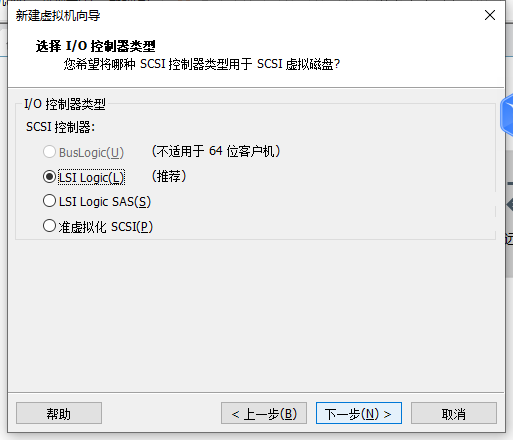 新建虚拟机向导
选择 I/O 控制器类型
您希望将哪种 SCSI 控制器类型用于 SCSI 虚拟磁盘?
I/O 控制器类型
SCSI 控制器:
BusLogic(U) (不适用于 64 位客户机)
LSI Logic(L) (推荐)
LSI Logic SAS(S)
准虚拟化 SCSI(P)
帮助 < 上一步(B) 下一步(N) > 取消